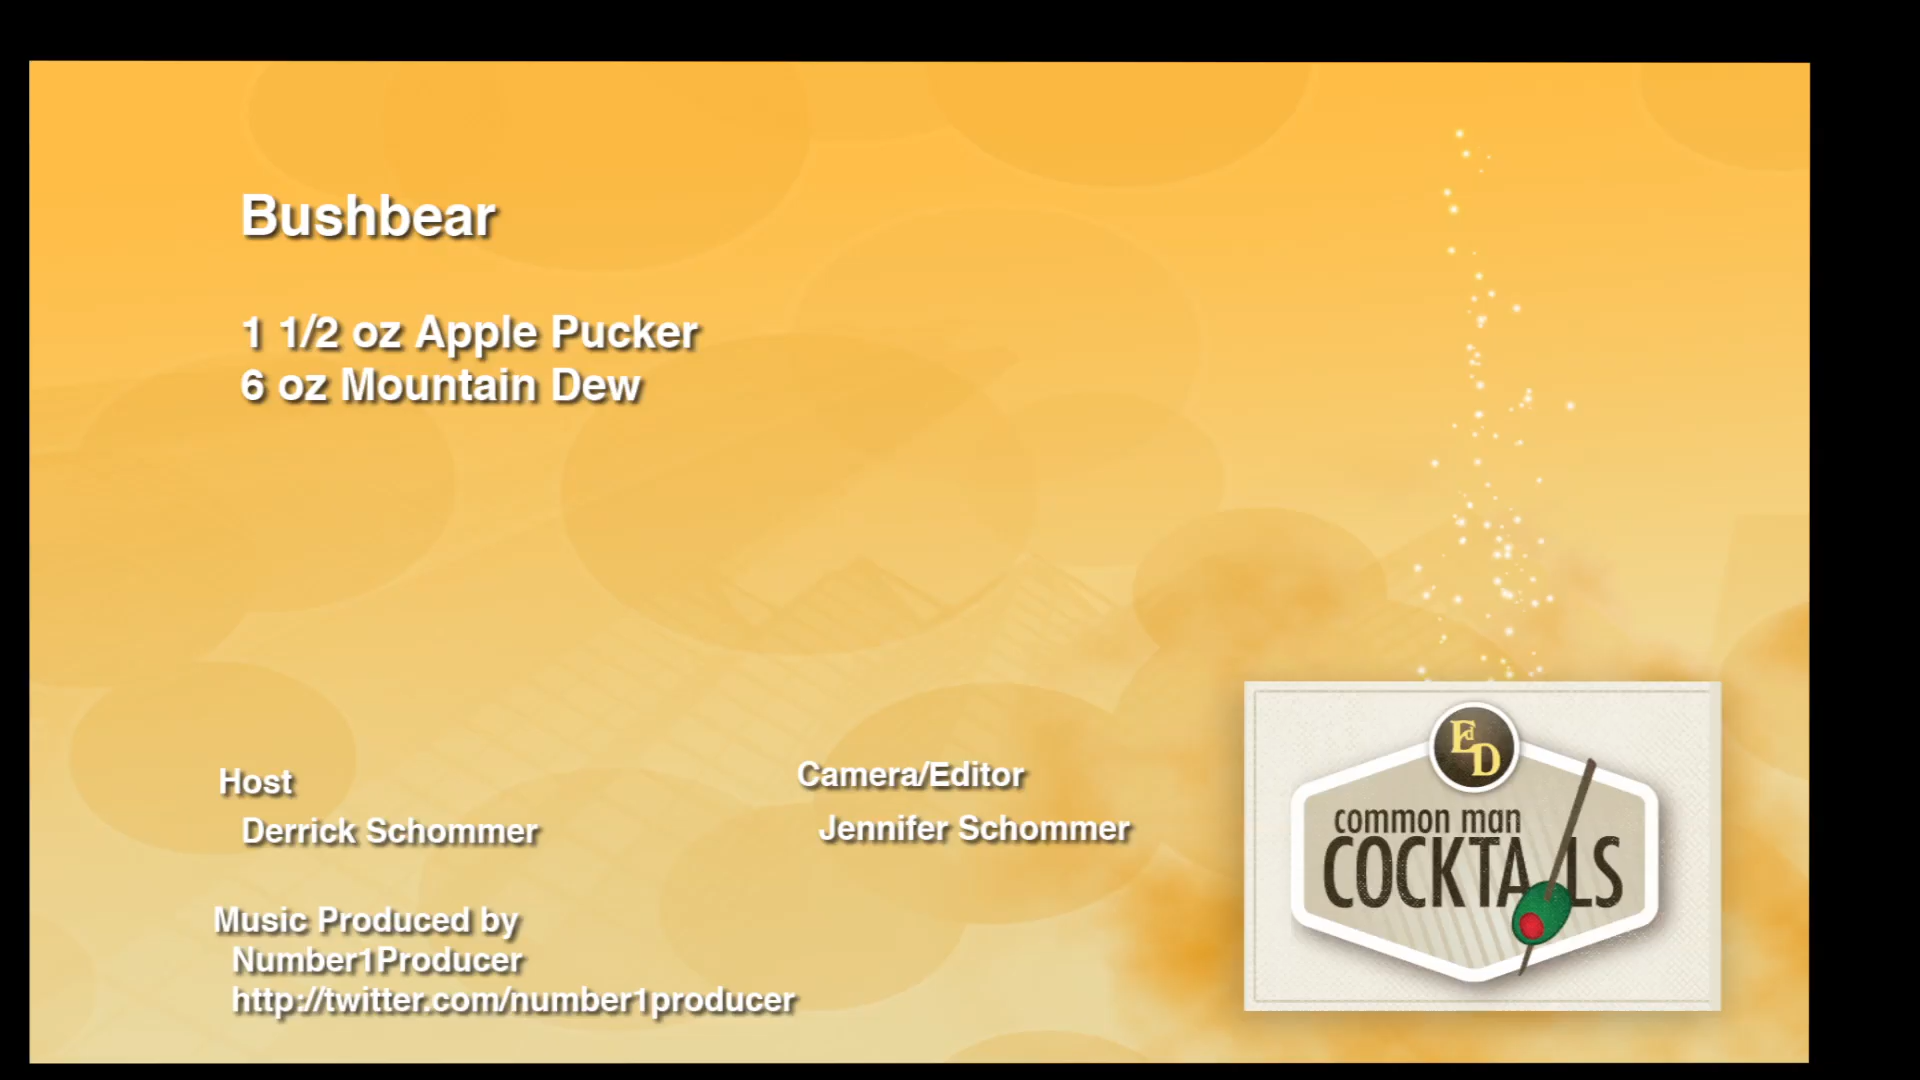 Bushbear
1 1/2 oz Apple Pucker
6 oz Mountain Dew
Host
Derrick Schommer
Camera/Editor
Jennifer Schommer
Music Produced by
Number1Producer
http://twitter.com/number1producer
EdD
common man
COCKTAILS